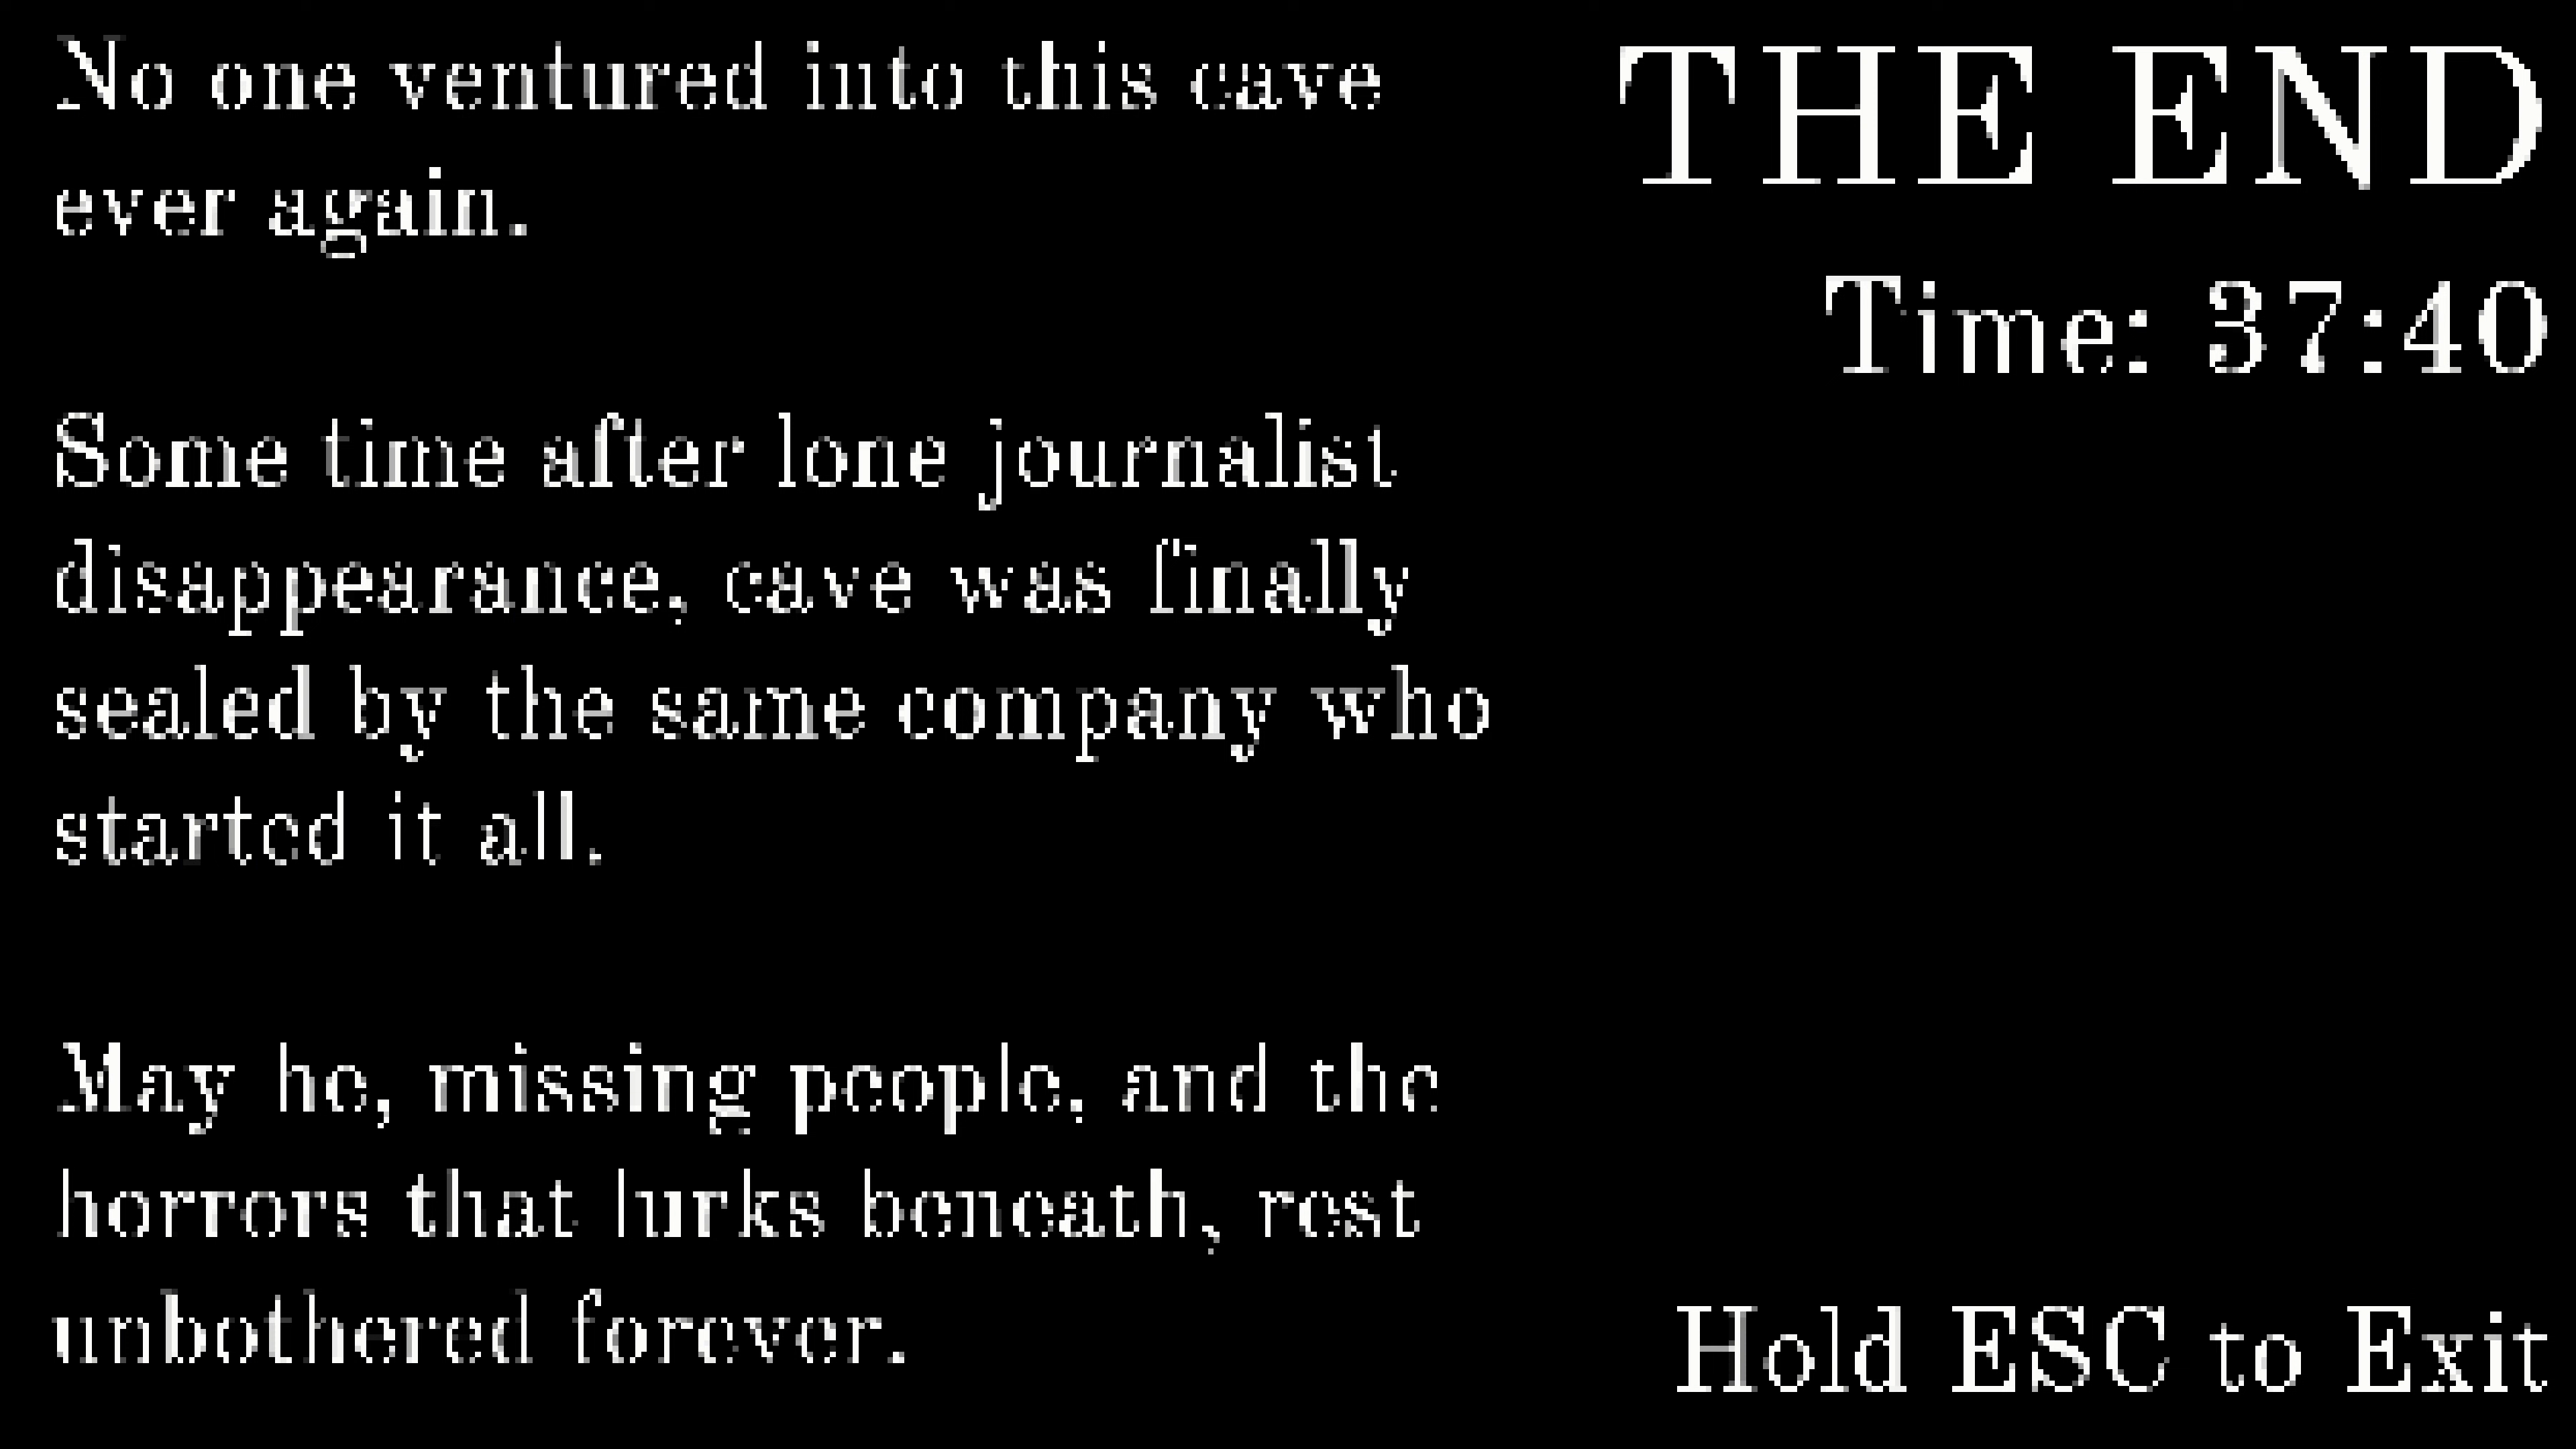 No one ventured into this cave
ever again.
Some time after lone journalist
disappearance, cave was finally
sealed by the same company who
started it all.
May he, missing people, and the
horrors that lurks beneath, rest
unbothered forever.
THE END
Time: 37:40
Hold ESC to Exit